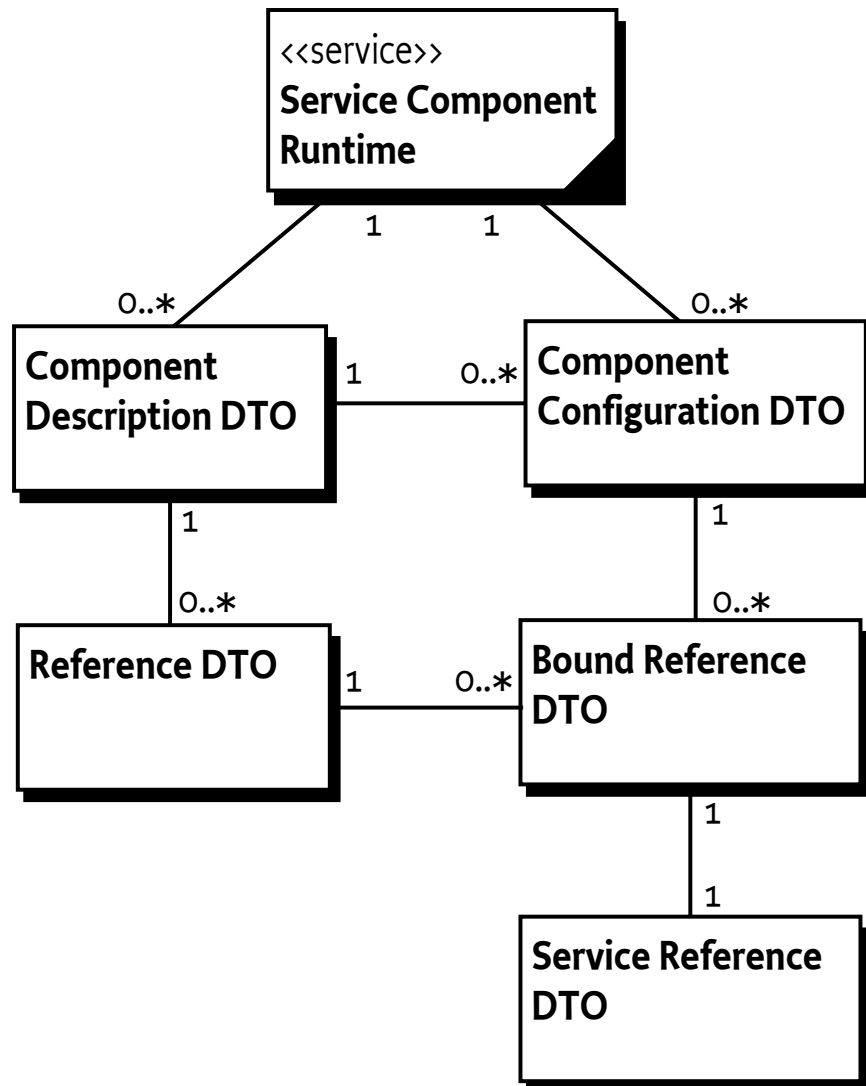 <<service>>
Service Component
Runtime
1 1
0..* 0..*
Component
Description DTO
1 0..*
Component
Configuration DTO
1 1
0..* 0..*
Reference DTO
1 0..*
Bound Reference
DTO
1
1
Service Reference
DTO